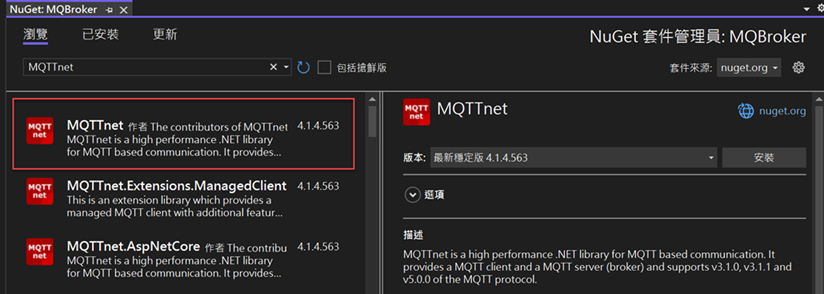 NuGet: MQBroker
瀏覽 已安裝 更新
NuGet 套件管理員: MQBroker
MQTTnet
包括搶鮮版
套件來源: nuget.org
MQTT
net
MQTTnet 作者 The contributors of MQTTnet 4.1.4.563
MQTTnet is a high performance .NET library
for MQTT based communication. It provides...
MQTT
net
MQTTnet.Extensions.ManagedClient 4.1.4.563
This is an extension library which provides a
managed MQTT client with additional featur...
MQTT
net
MQTTnet.AspNetCore 作者 The contribu 4.1.4.563
MQTTnet is a high performance .NET library
for MQTT based communication. It provides...
MQTT
net
MQTTnet
nuget.org
版本: 最新穩定版 4.1.4.563 安裝
選項
描述
MQTTnet is a high performance .NET library for MQTT based communication. It
provides a MQTT client and a MQTT server (broker) and supports v3.1.0, v3.1.1 and
v5.0.0 of the MQTT protocol.